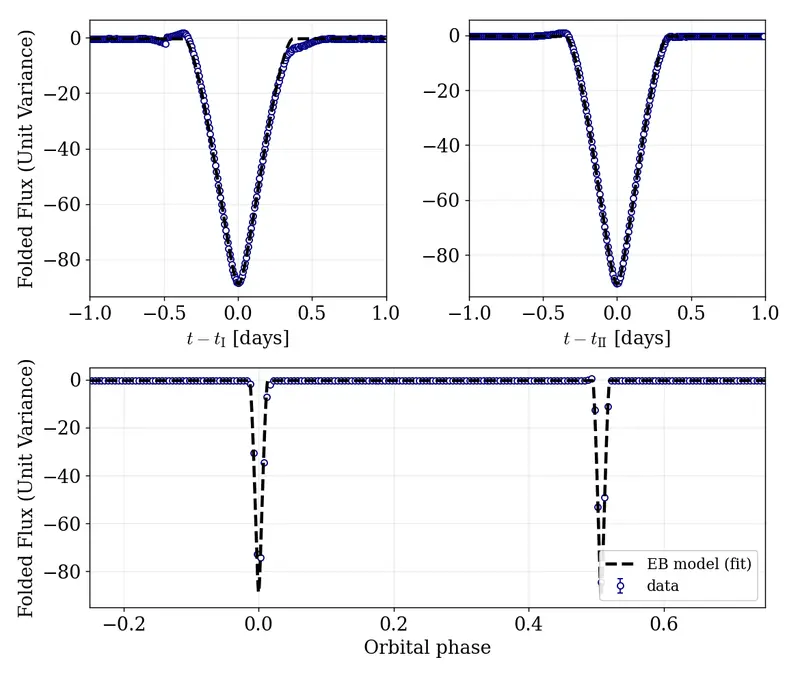 Folded Flux (Unit Variance)
0
−20
−40
−60
−80
−1.0 −0.5 0.0 0.5 1.0
t − tI [days]
0
−20
−40
−60
−80
−1.0 −0.5 0.0 0.5 1.0
t − tII [days]
Folded Flux (Unit Variance)
0
−20
−40
−60
−80
−0.2 0.0 0.2 0.4 0.6
Orbital phase
EB model (fit)
data